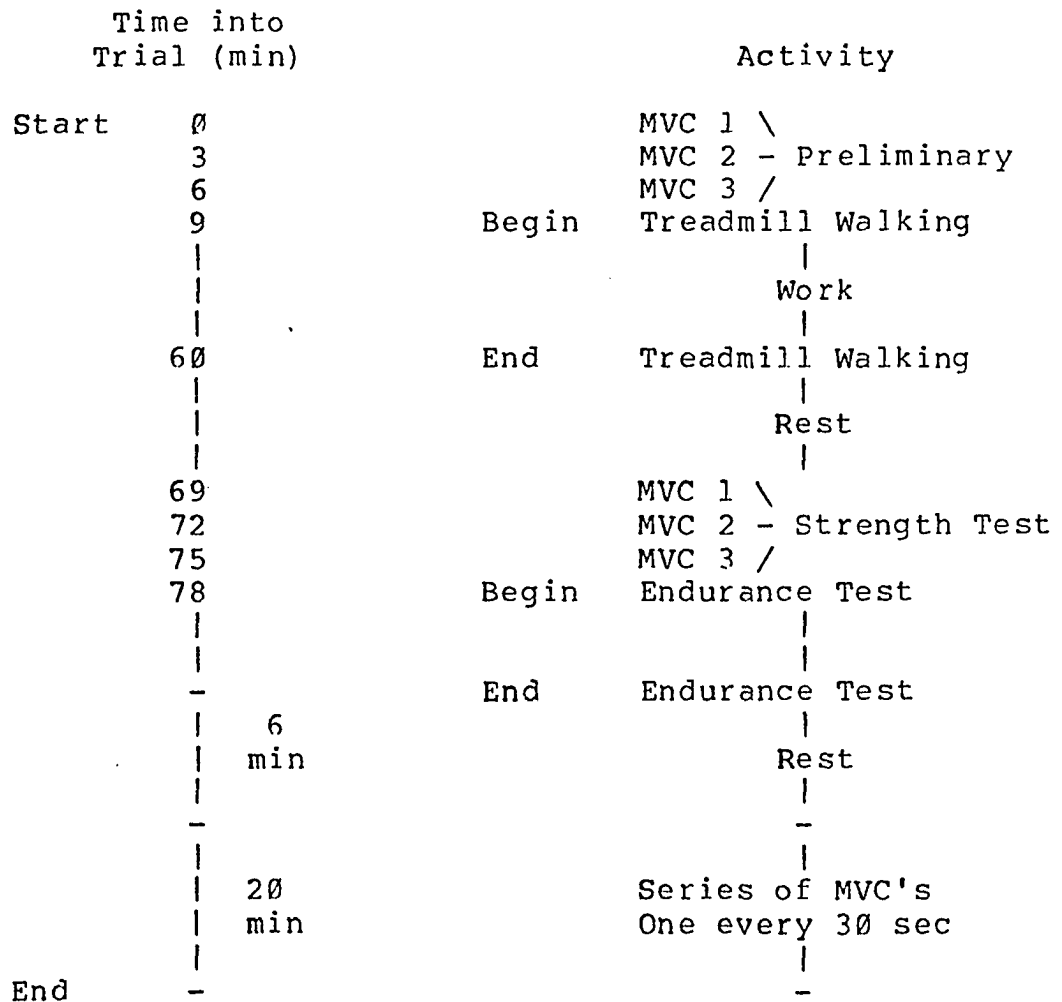 Time into
Trial (min) Activity
Start 0 MVC 1 \
3 MVC 2 - Preliminary
6 MVC 3 /
9 Begin Treadmill Walking
Work
60 End Treadmill Walking
Rest
69 MVC 1 \
72 MVC 2 - Strength Test
75 MVC 3 /
78 Begin Endurance Test
- End Endurance Test
6
min Rest
- -
20 Series of MVC's
min One every 30 sec
End - -